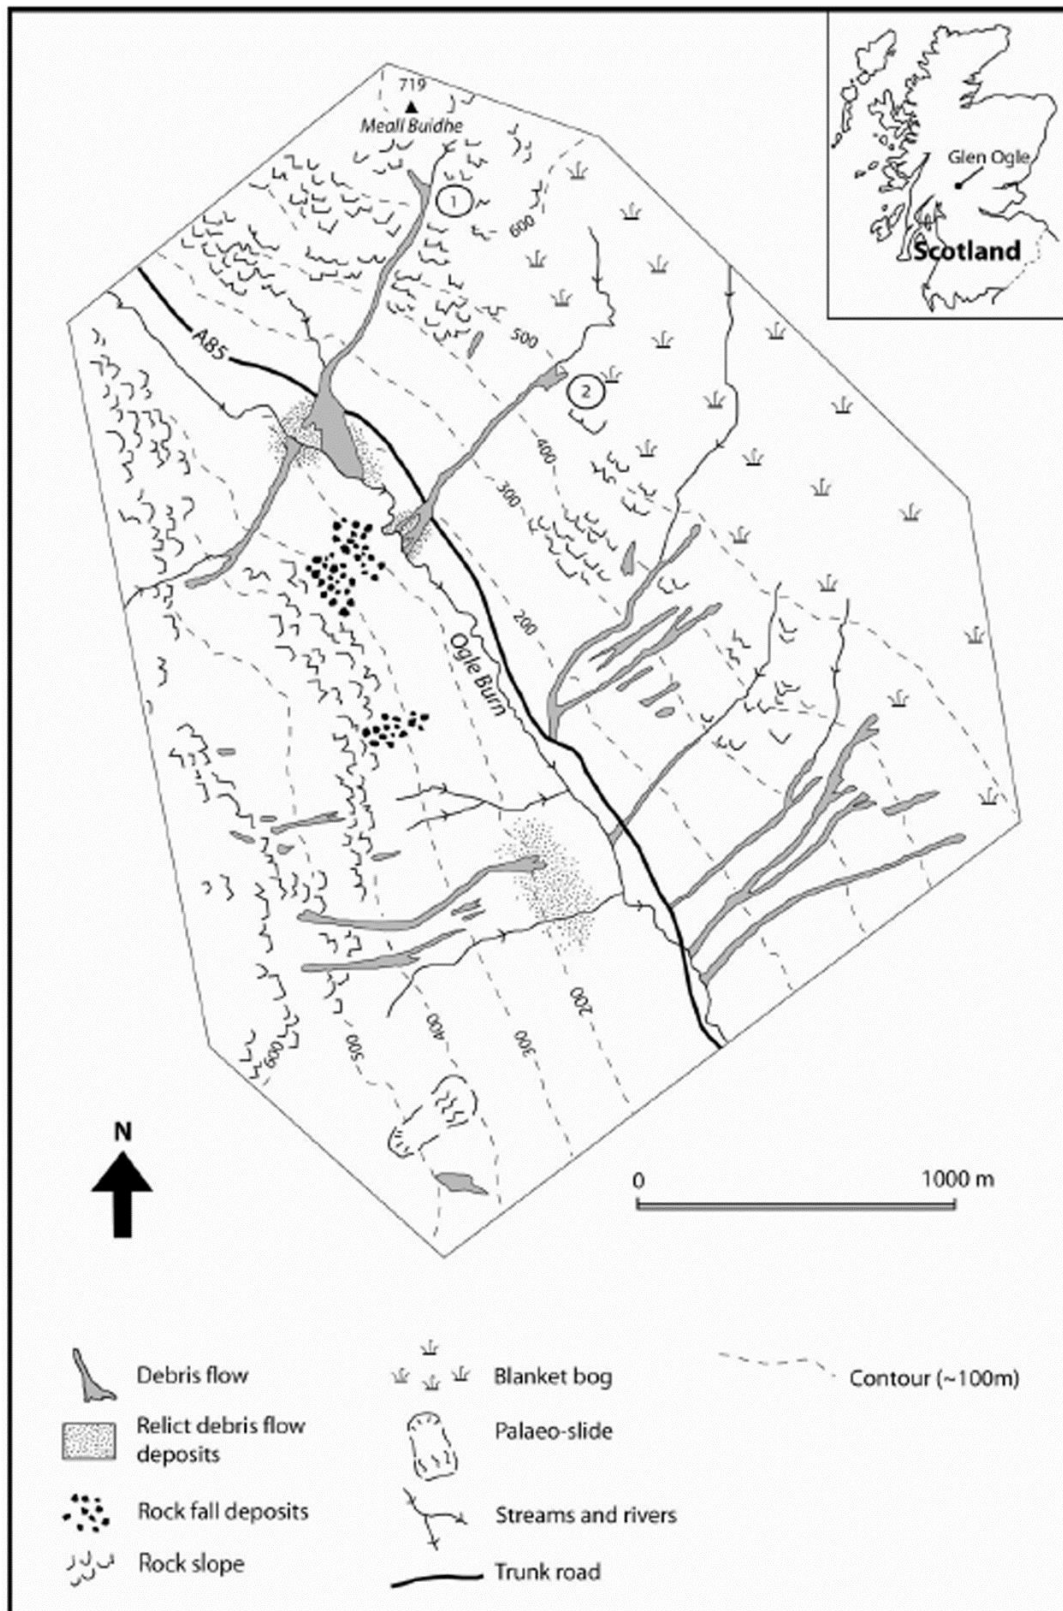 719
Meall Buidhe
1
600
Glen Ogle
Scotland
A85
500
2
400
300
200
Ogle Burn
200
300
400
500
600
N
0
1000 m
Debris flow
Relict debris flow
deposits
Rock fall deposits
Rock slope
Blanket bog
Palaeo-slide
Streams and rivers
Trunk road
Contour (~100m)